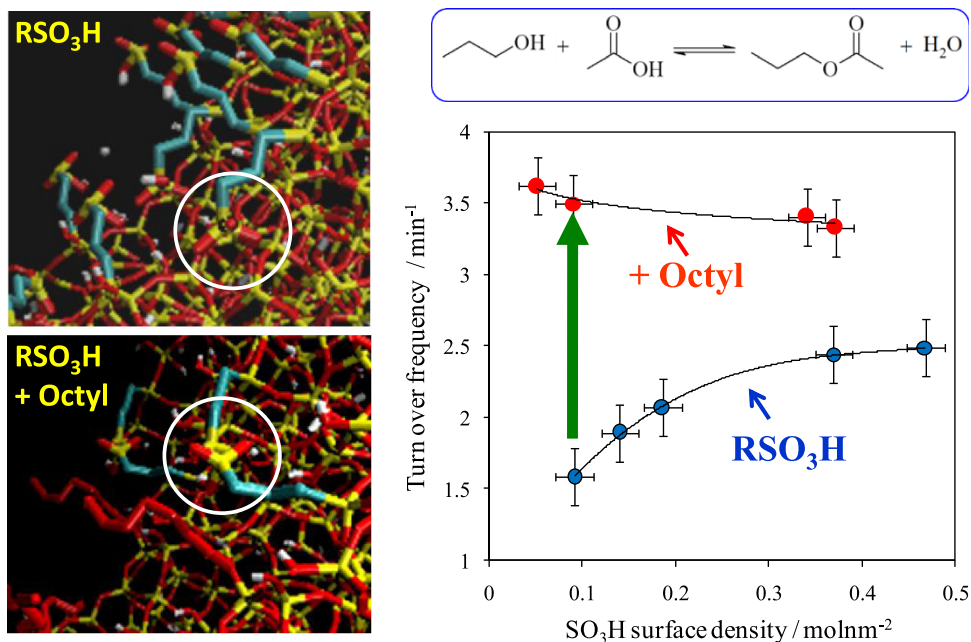 RSO₃H
RSO₃H
+ Octyl
OH + O OH ⇌ O O + H₂O
Turn over frequency / min⁻¹
4
3.5
3
2.5
2
1.5
1
+ Octyl
RSO₃H
0 0.1 0.2 0.3 0.4 0.5
SO₃H surface density / molnm⁻²